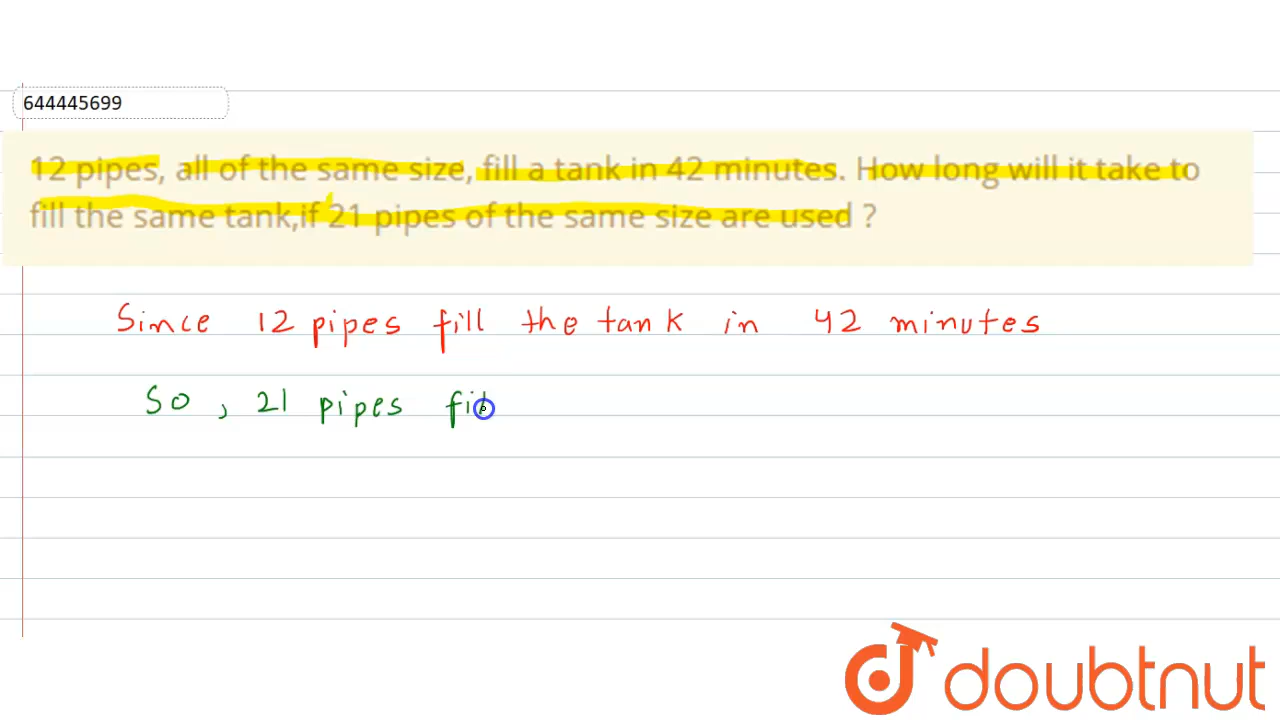 644445699
12 pipes, all of the same size, fill a tank in 42 minutes. How long will it take to
fill the same tank,if 21 pipes of the same size are used ?
Since 12 pipes fill the tank in 42 minutes
So , 21 pipes fil
doubtnut